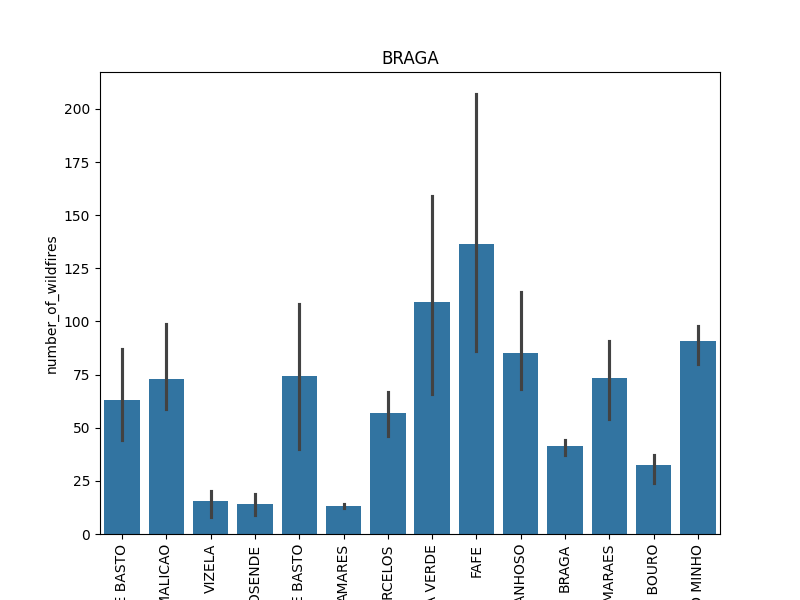 BRAGA
number_of_wildfires
200
175
150
125
100
75
50
25
0
E BASTO
MALICAO
VIZELA
OSENDE
E BASTO
AMARES
RCELOS
VERDE
FAFE
ANHOSO
BRAGA
MARAES
BOURO
MINHO